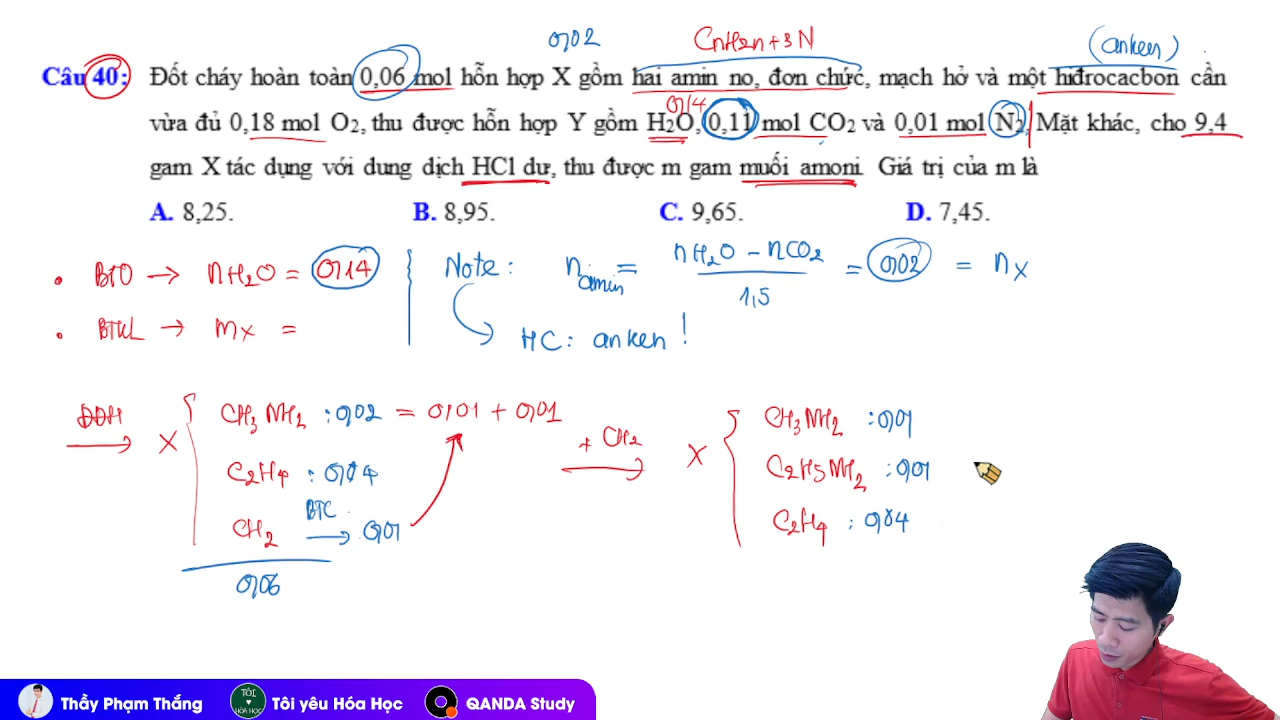 0,02 CnH2n+3N (anken)
Câu 40: Đốt cháy hoàn toàn 0,06 mol hỗn hợp X gồm hai amin no, đơn chức, mạch hở và một hiđrocacbon cần
0,14
vừa đủ 0,18 mol O2, thu được hỗn hợp Y gồm H2O, 0,11 mol CO2 và 0,01 mol N2. Mặt khác, cho 9,4
gam X tác dụng với dung dịch HCl dư, thu được m gam muối amoni. Giá trị của m là
A. 8,25. B. 8,95. C. 9,65. D. 7,45.
• BTO → nH2O = 0,14
Note: n amin = nH2O - nCO2 / 1,5 = 0,02 = nX
• BTKL → mX =
HC: anken !
ĐĐH → X
CH3NH2 : 0,02 = 0,01 + 0,01
C2H4 : 0,04
CH2 BTC → 0,01
0,06
+ CH2 → X
CH3NH2 : 0,01
C2H5NH2 : 0,01
C2H4 : 0,04
Thầy Phạm Thắng
TÔI ♥ HÓA HỌC
Tôi yêu Hóa Học
QANDA Study